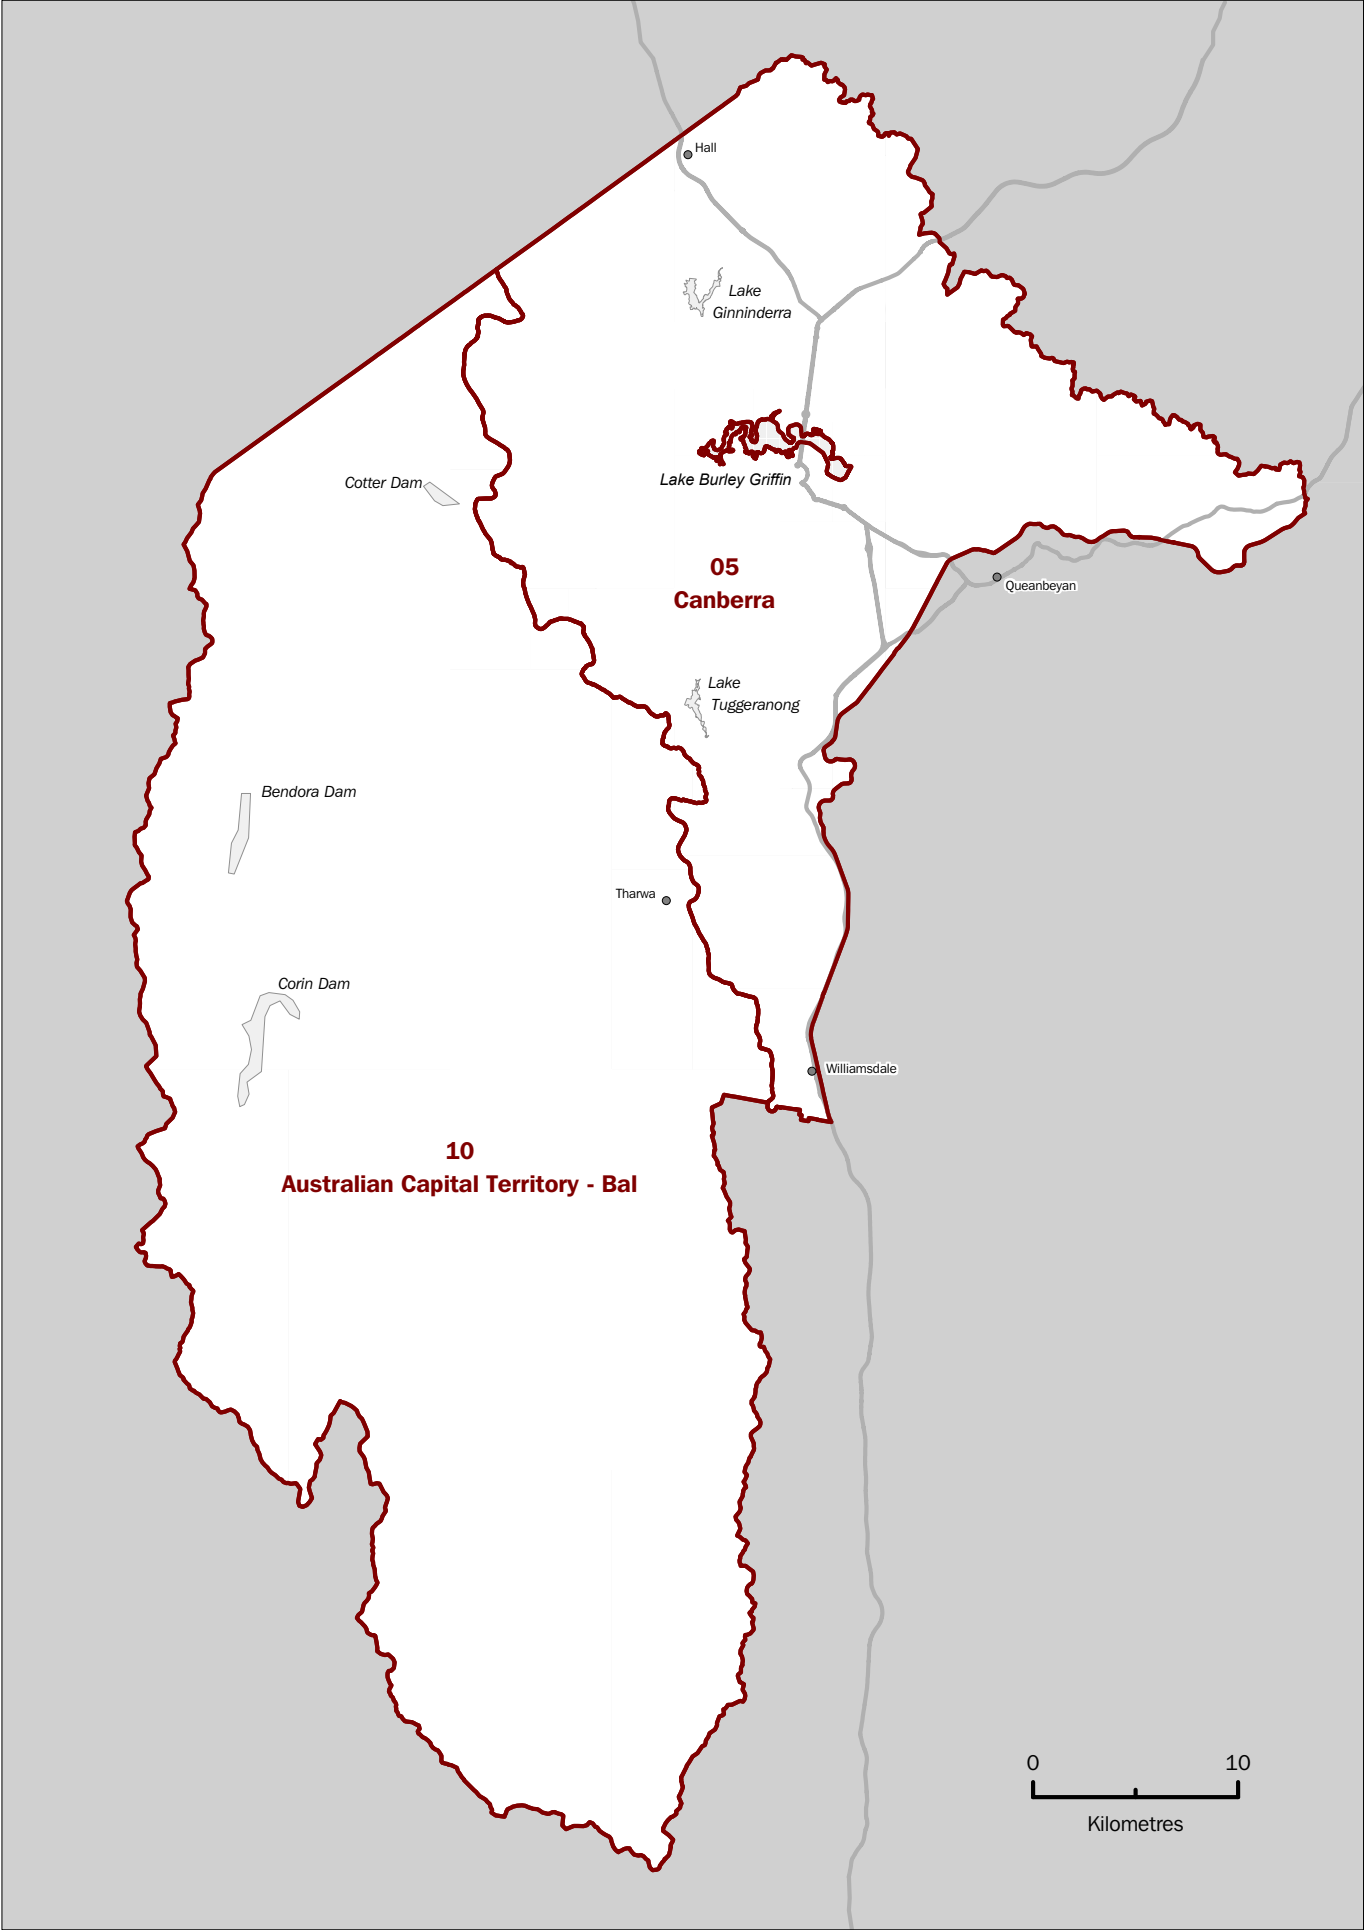 Hall
Lake
Ginninderra
Cotter Dam
Lake Burley Griffin
05
Canberra
Queanbeyan
Lake
Tuggeranong
Bendora Dam
Tharwa
Corin Dam
Williamsdale
10
Australian Capital Territory - Bal
0 10
Kilometres